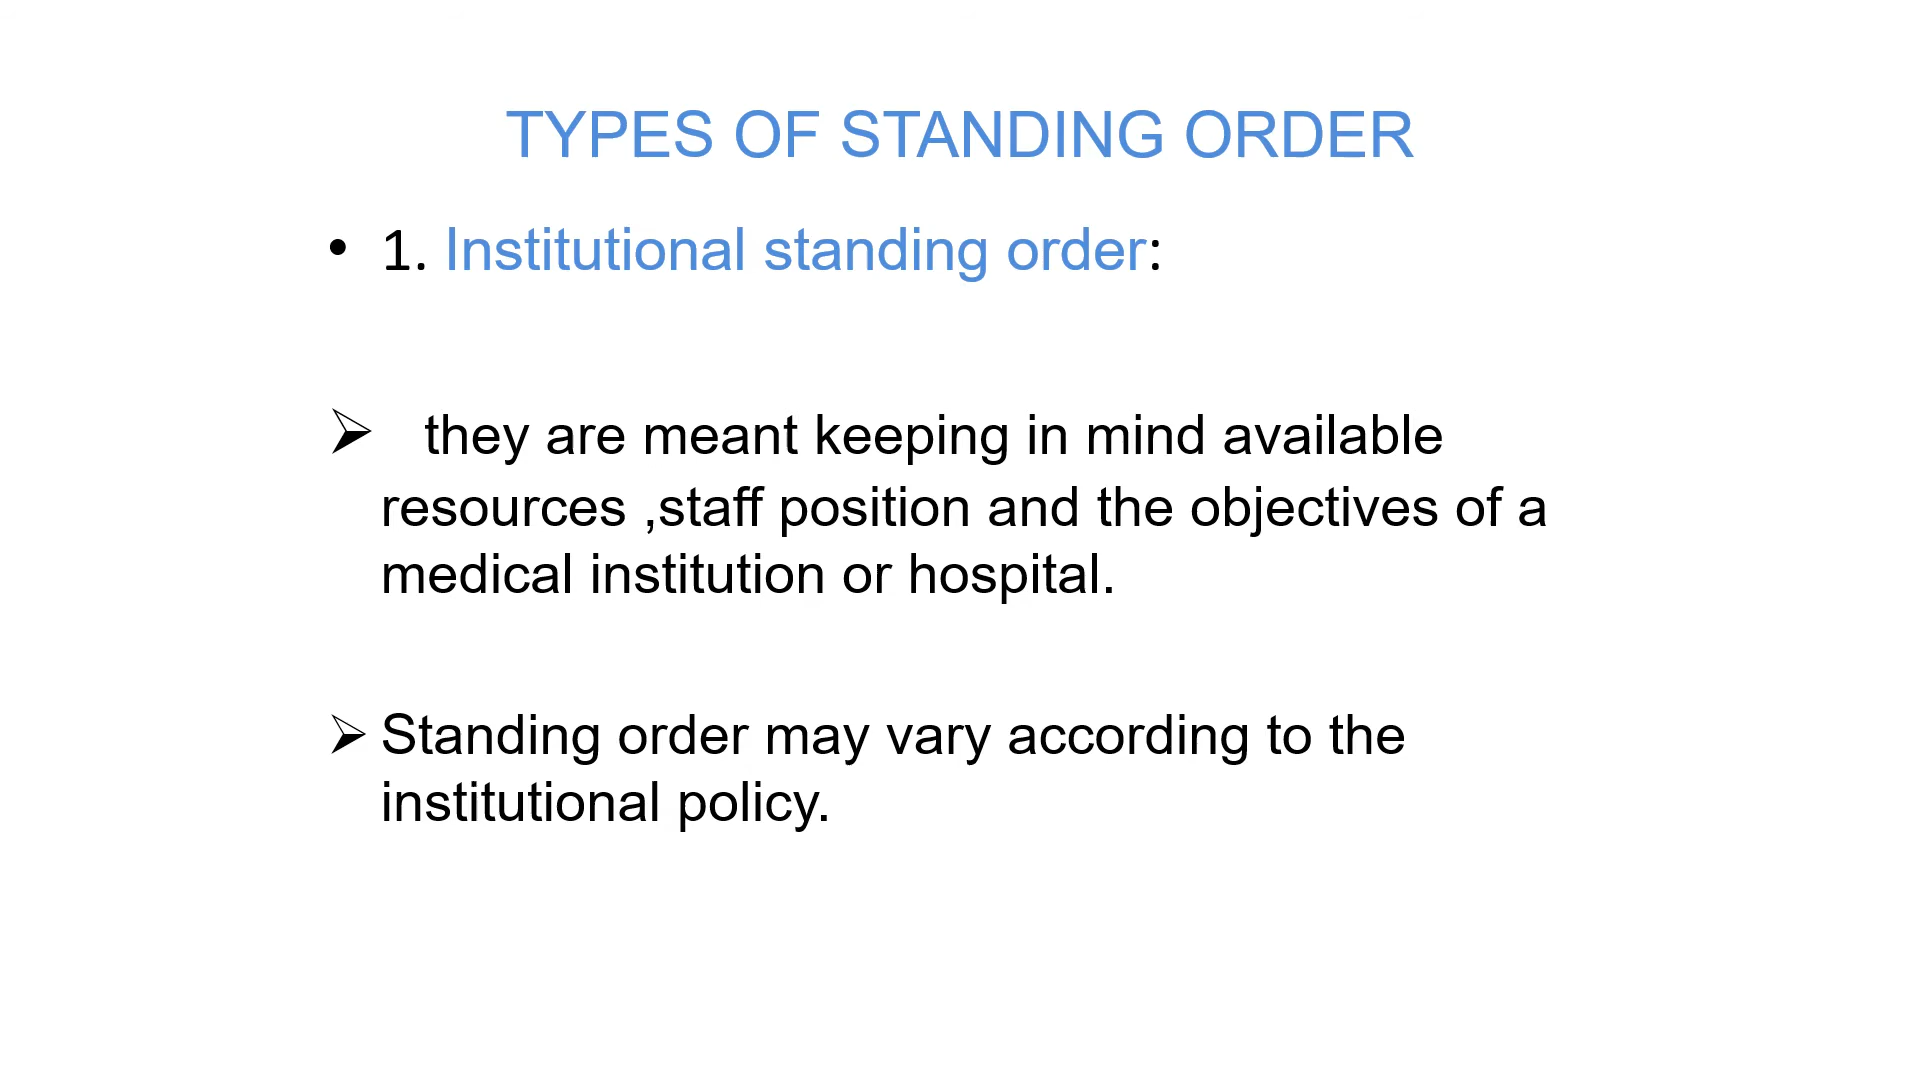 TYPES OF STANDING ORDER
• 1. Institutional standing order:
➢ they are meant keeping in mind available
resources ,staff position and the objectives of a
medical institution or hospital.
➢ Standing order may vary according to the
institutional policy.